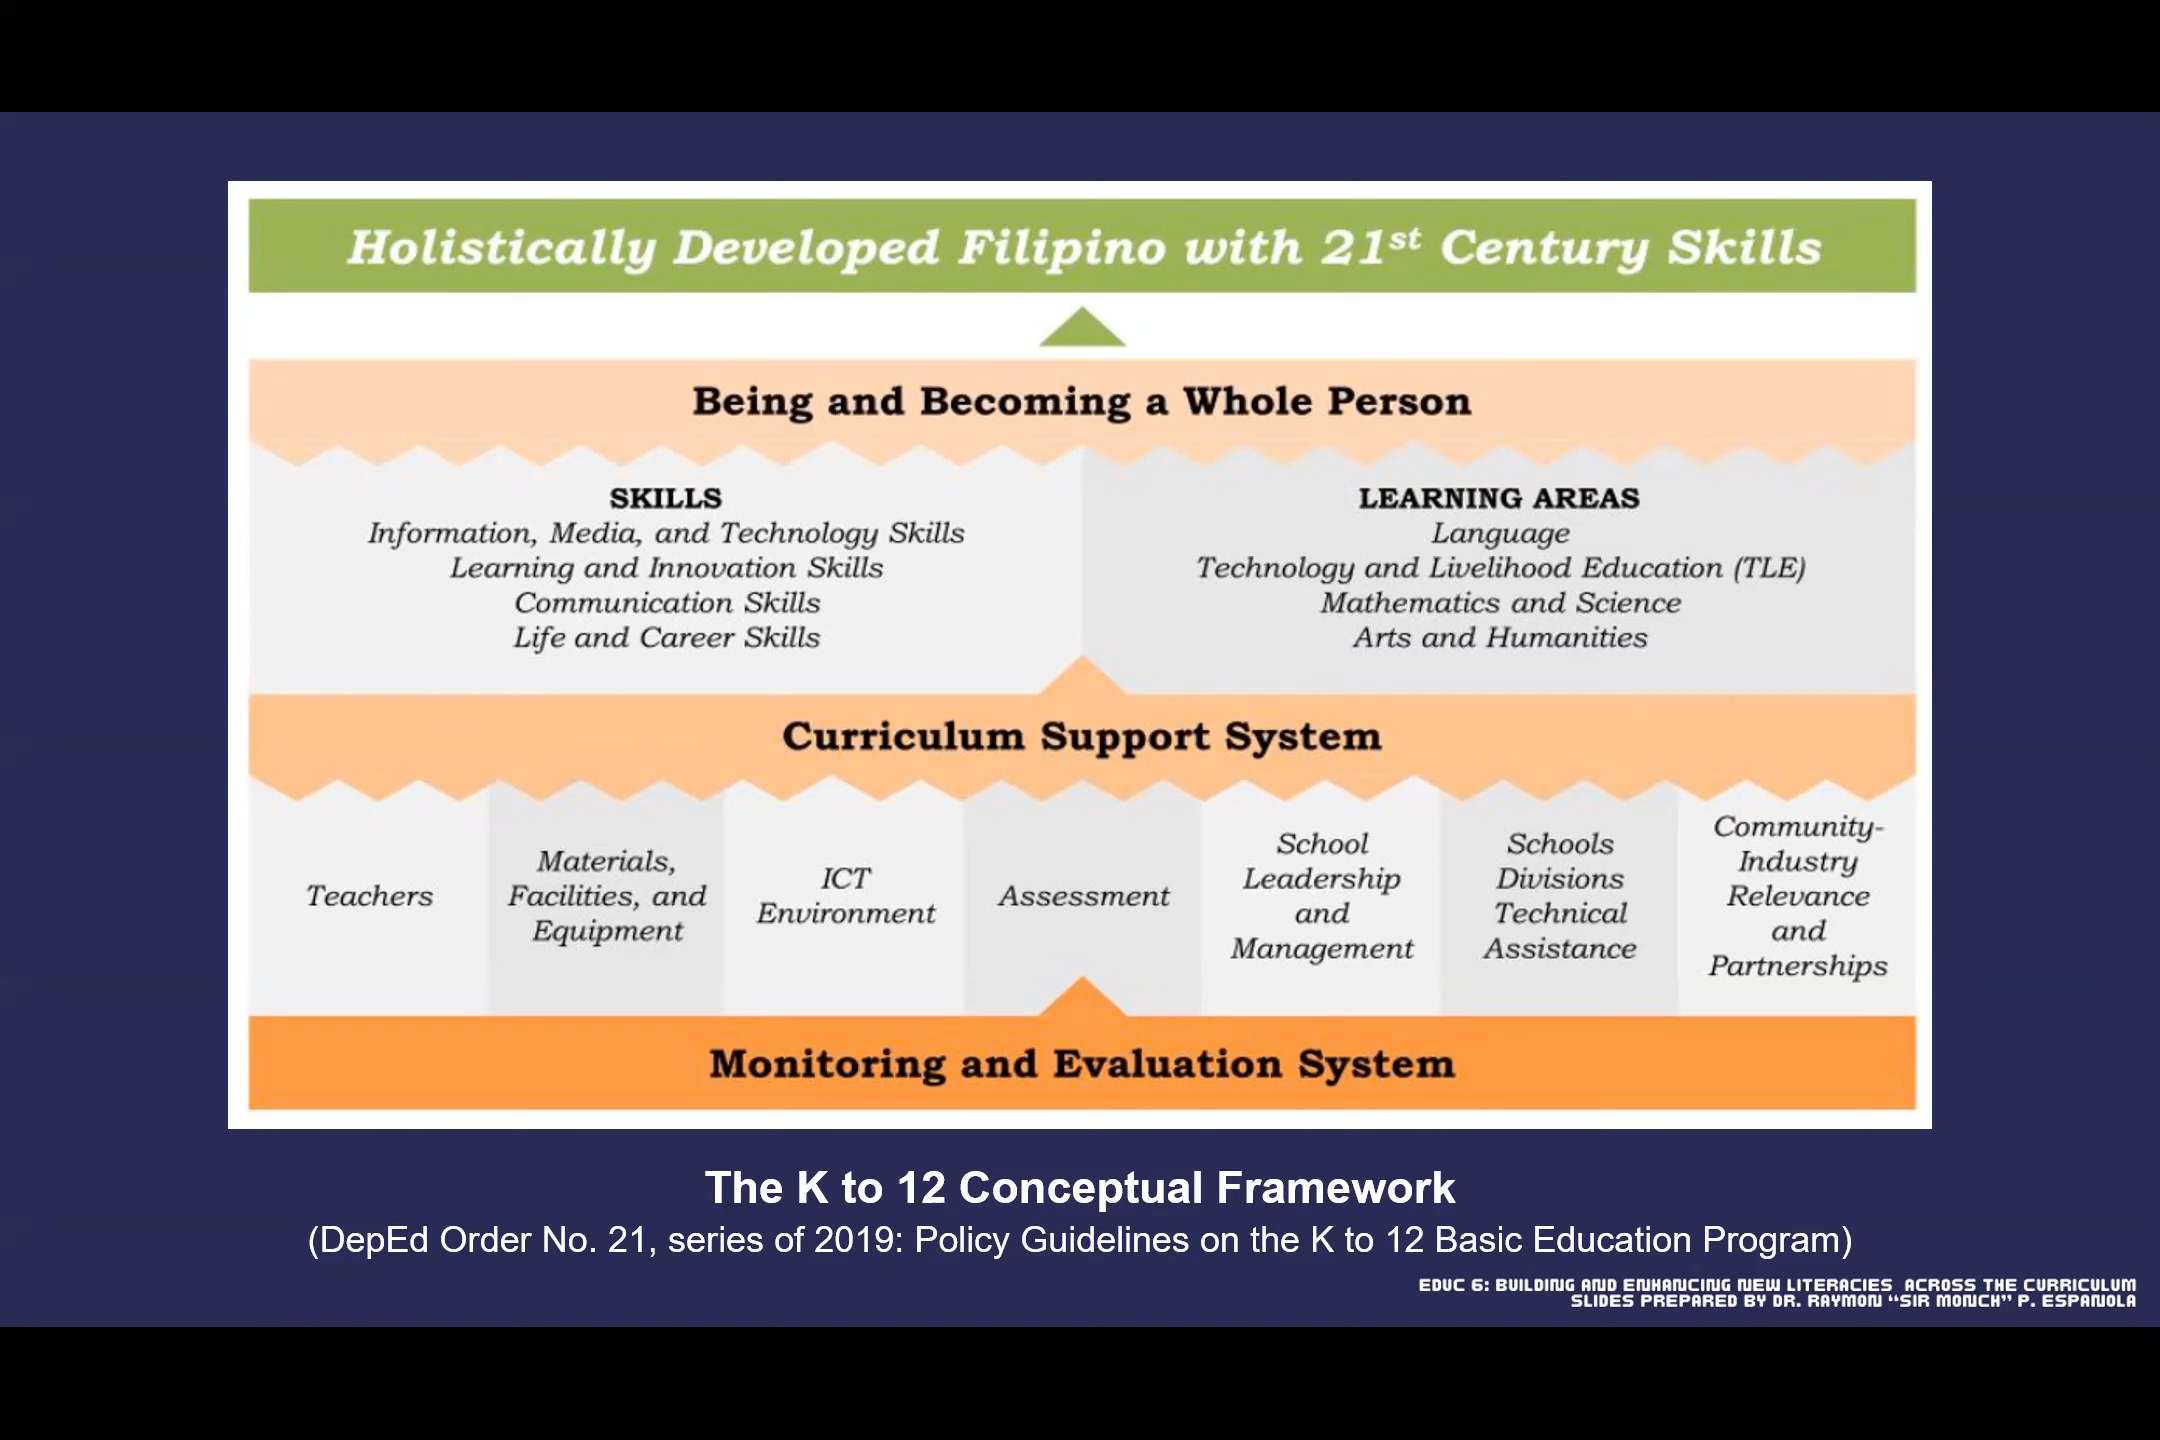 Holistically Developed Filipino with 21st Century Skills
Being and Becoming a Whole Person
SKILLS
Information, Media, and Technology Skills
Learning and Innovation Skills
Communication Skills
Life and Career Skills
LEARNING AREAS
Language
Technology and Livelihood Education (TLE)
Mathematics and Science
Arts and Humanities
Curriculum Support System
Teachers
Materials,
Facilities, and
Equipment
ICT
Environment
Assessment
School
Leadership
and
Management
Schools
Divisions
Technical
Assistance
Community-
Industry
Relevance
and
Partnerships
Monitoring and Evaluation System
The K to 12 Conceptual Framework
(DepEd Order No. 21, series of 2019: Policy Guidelines on the K to 12 Basic Education Program)
EDUC 6: BUILDING AND ENHANCING NEW LITERACIES ACROSS THE CURRICULUM
SLIDES PREPARED BY DR. RAYMON “SIR MONCH” P. ESPANOLA